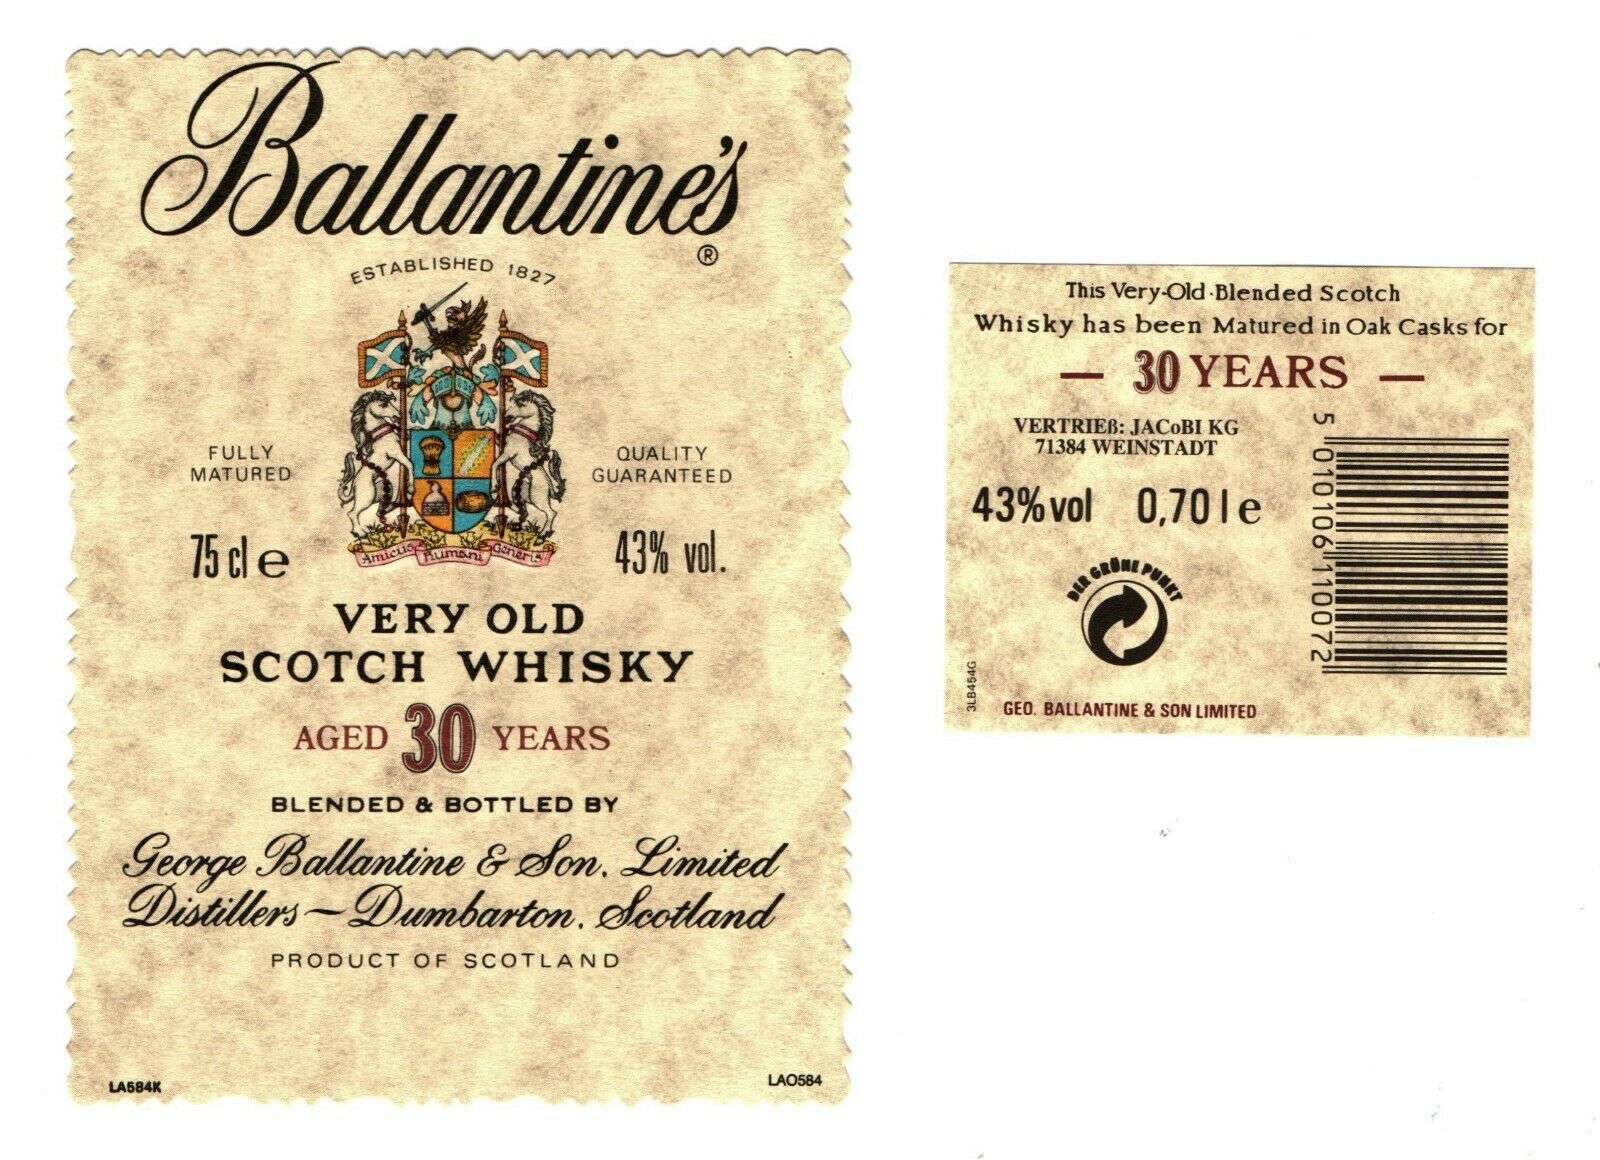 Ballantine's
®
ESTABLISHED 1827
FULLY
MATURED
QUALITY
GUARANTEED
75 cl e
43% vol.
Amicus Humani Generis
VERY OLD
SCOTCH WHISKY
AGED 30 YEARS
BLENDED & BOTTLED BY
George Ballantine & Son, Limited
Distillers – Dumbarton, Scotland
PRODUCT OF SCOTLAND
LA584K
LAO584
This Very-Old Blended Scotch
Whisky has been Matured in Oak Casks for
— 30 YEARS —
VERTRIEß: JACoBI KG
71384 WEINSTADT
43% vol 0,70 l e
DER GRÜNE PUNKT
3LB454G
GEO. BALLANTINE & SON LIMITED
5 010106 110072